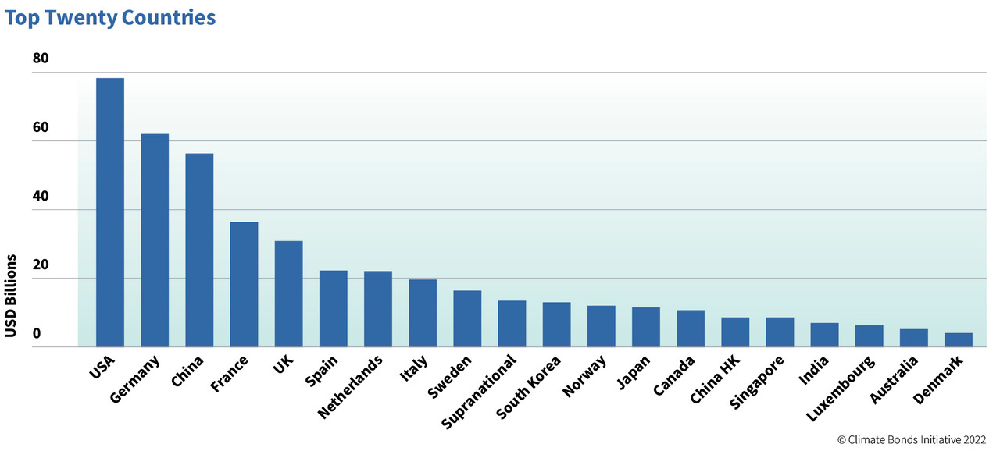 Top Twenty Countries
80
60
40
20
0
USD Billions
USA
Germany
China
France
UK
Spain
Netherlands
Italy
Sweden
Supranational
South Korea
Norway
Japan
Canada
China HK
Singapore
India
Luxembourg
Australia
Denmark
© Climate Bonds Initiative 2022